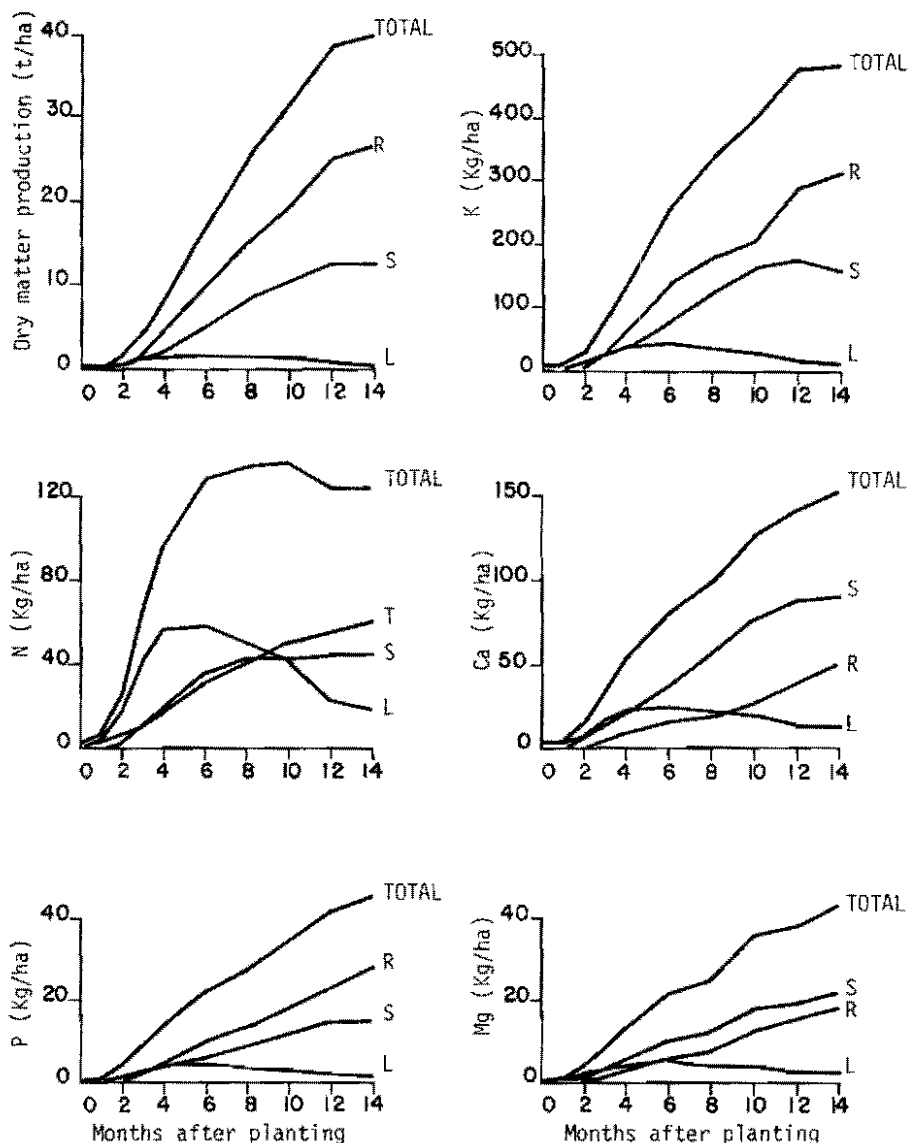 Dry matter production (t/ha)
40
30
20
10
0
TOTAL
R
S
L
0 2 4 6 8 10 12 14
K (Kg/ha)
500
400
300
200
100
0
TOTAL
R
S
L
0 2 4 6 8 10 12 14
N (Kg/ha)
120
80
40
0
TOTAL
T
S
L
0 2 4 6 8 10 12 14
Ca (Kg/ha)
150
100
50
0
TOTAL
S
R
L
0 2 4 6 8 10 12 14
P (Kg/ha)
40
20
0
TOTAL
R
S
L
0 2 4 6 8 10 12 14
Months after planting
Mg (Kg/ha)
40
20
0
TOTAL
S
R
L
0 2 4 6 8 10 12 14
Months after planting